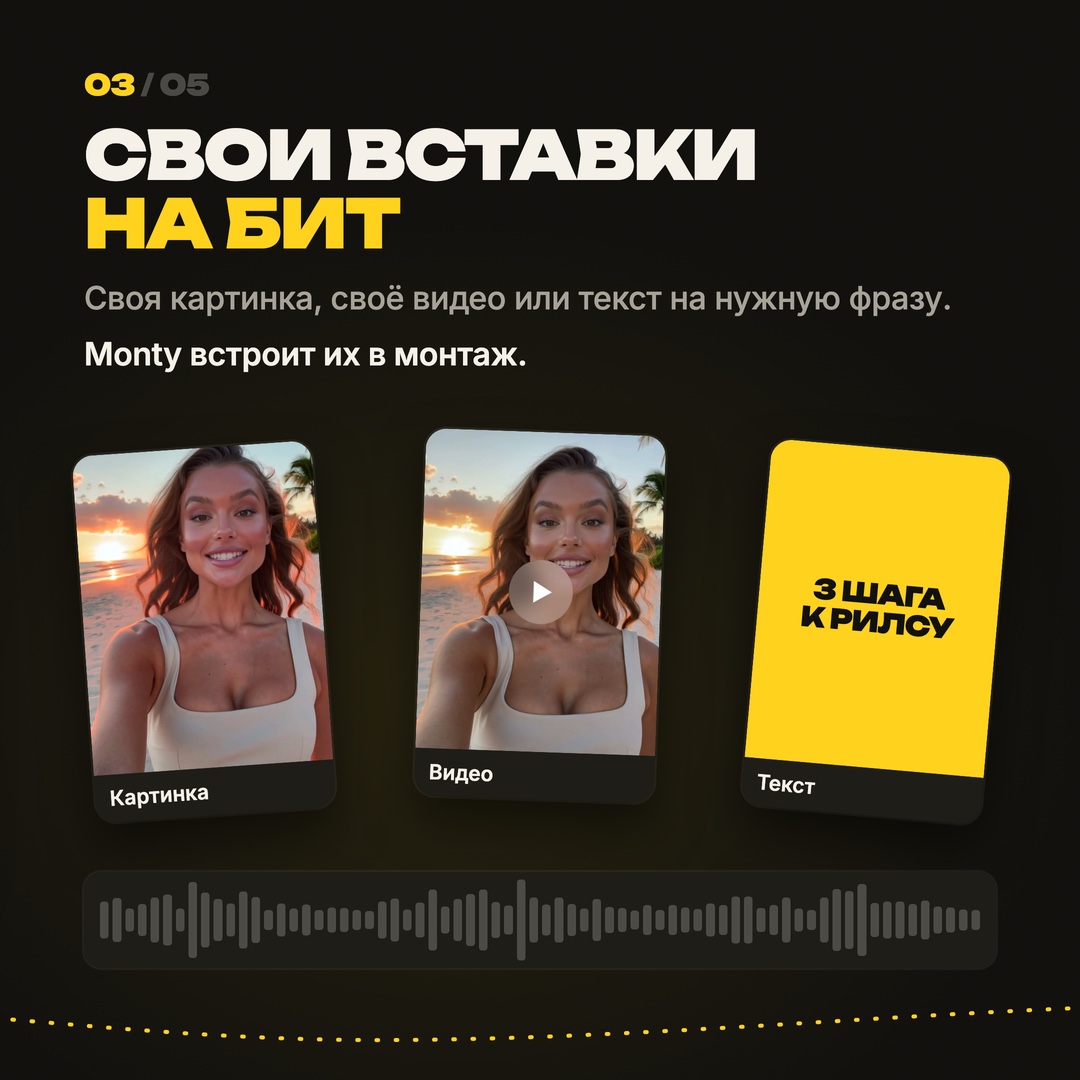 03 / 05
СВОИ ВСТАВКИ
НА БИТ
Своя картинка, своё видео или текст на нужную фразу.
Monty встроит их в монтаж.
Картинка
Видео
3 ШАГА
К РИЛСУ
Текст